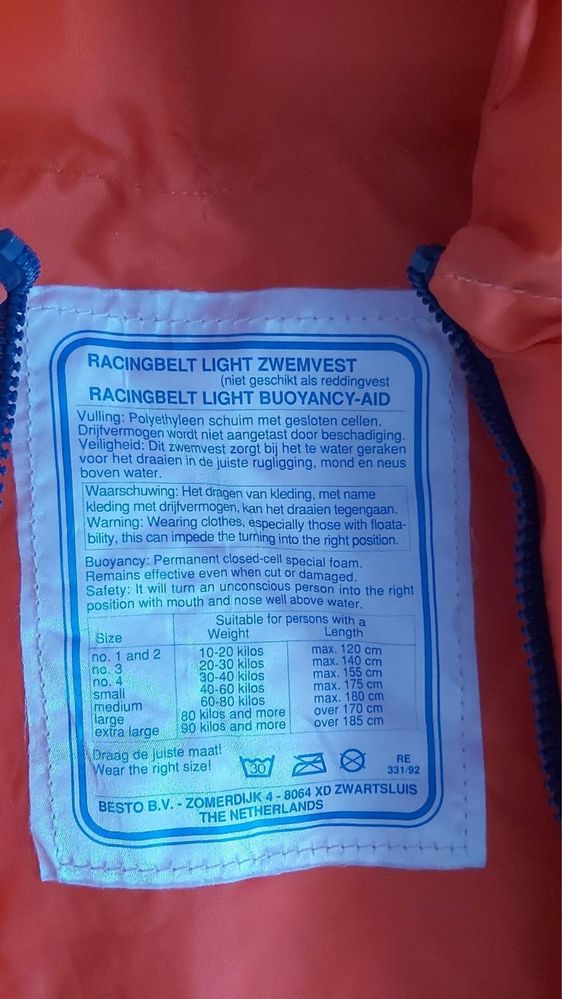 RACINGBELT LIGHT ZWEMVEST
(niet geschikt als reddingvest
RACINGBELT LIGHT BUOYANCY-AID
Vulling: Polyethyleen schuim met gesloten cellen.
Drijfvermogen wordt niet aangetast door beschadiging.
Veiligheid: Dit zwemvest zorgt bij het te water geraken
voor het draaien in de juiste rugligging, mond en neus
boven water.
Waarschuwing: Het dragen van kleding, met name
kleding met drijfvermogen, kan het draaien tegengaan.
Warning: Wearing clothes, especially those with floata-
bility, this can impede the turning into the right position.
Buoyancy: Permanent closed-cell special foam.
Remains effective even when cut or damaged.
Safety: It will turn an unconscious person into the right
position with mouth and nose well above water.
Suitable for persons with a
Size Weight Length
no. 1 and 2 10-20 kilos max. 120 cm
no. 3 20-30 kilos max. 140 cm
no. 4 30-40 kilos max. 155 cm
small 40-60 kilos max. 175 cm
medium 60-80 kilos max. 180 cm
large 80 kilos and more over 170 cm
extra large 90 kilos and more over 185 cm
Draag de juiste maat!
Wear the right size!
30
RE
331/92
BESTO B.V. - ZOMERDIJK 4 - 8064 XD ZWARTSLUIS
THE NETHERLANDS